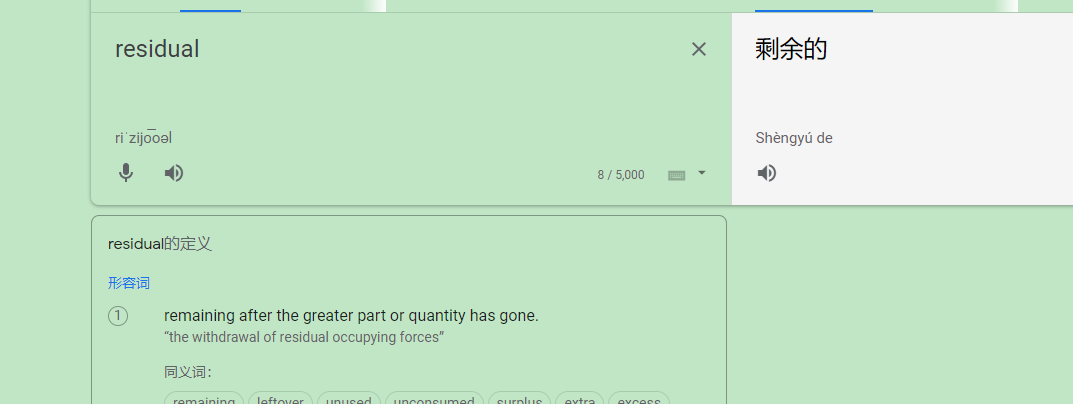 residual
剩余的
riˈzijo͞oəl
Shèngyú de
8 / 5,000
residual的定义
形容词
1
remaining after the greater part or quantity has gone.
“the withdrawal of residual occupying forces”
同义词：
remaining leftover unused unconsumed surplus extra excess